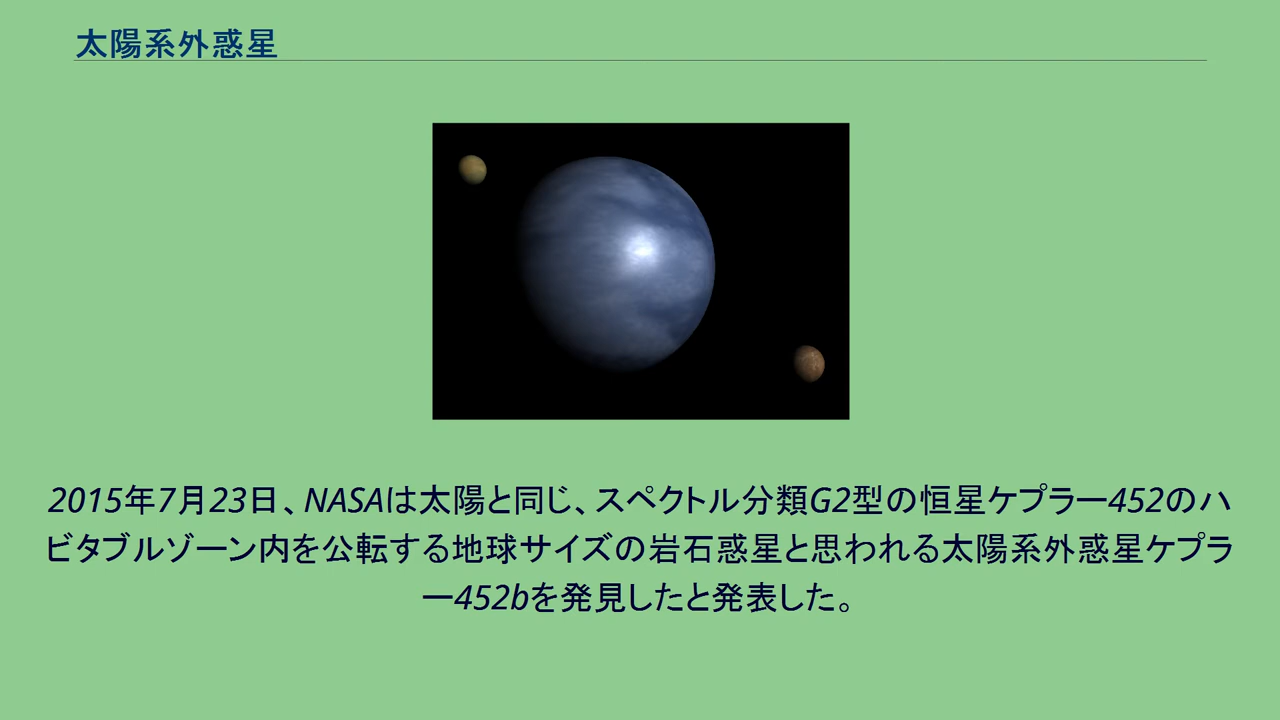 太陽系外惑星
2015年7月23日、NASAは太陽と同じ、スペクトル分類G2型の恒星ケプラー452のハ
ビタブルゾーン内を公転する地球サイズの岩石惑星と思われる太陽系外惑星ケプラ
ー452bを発見したと発表した。